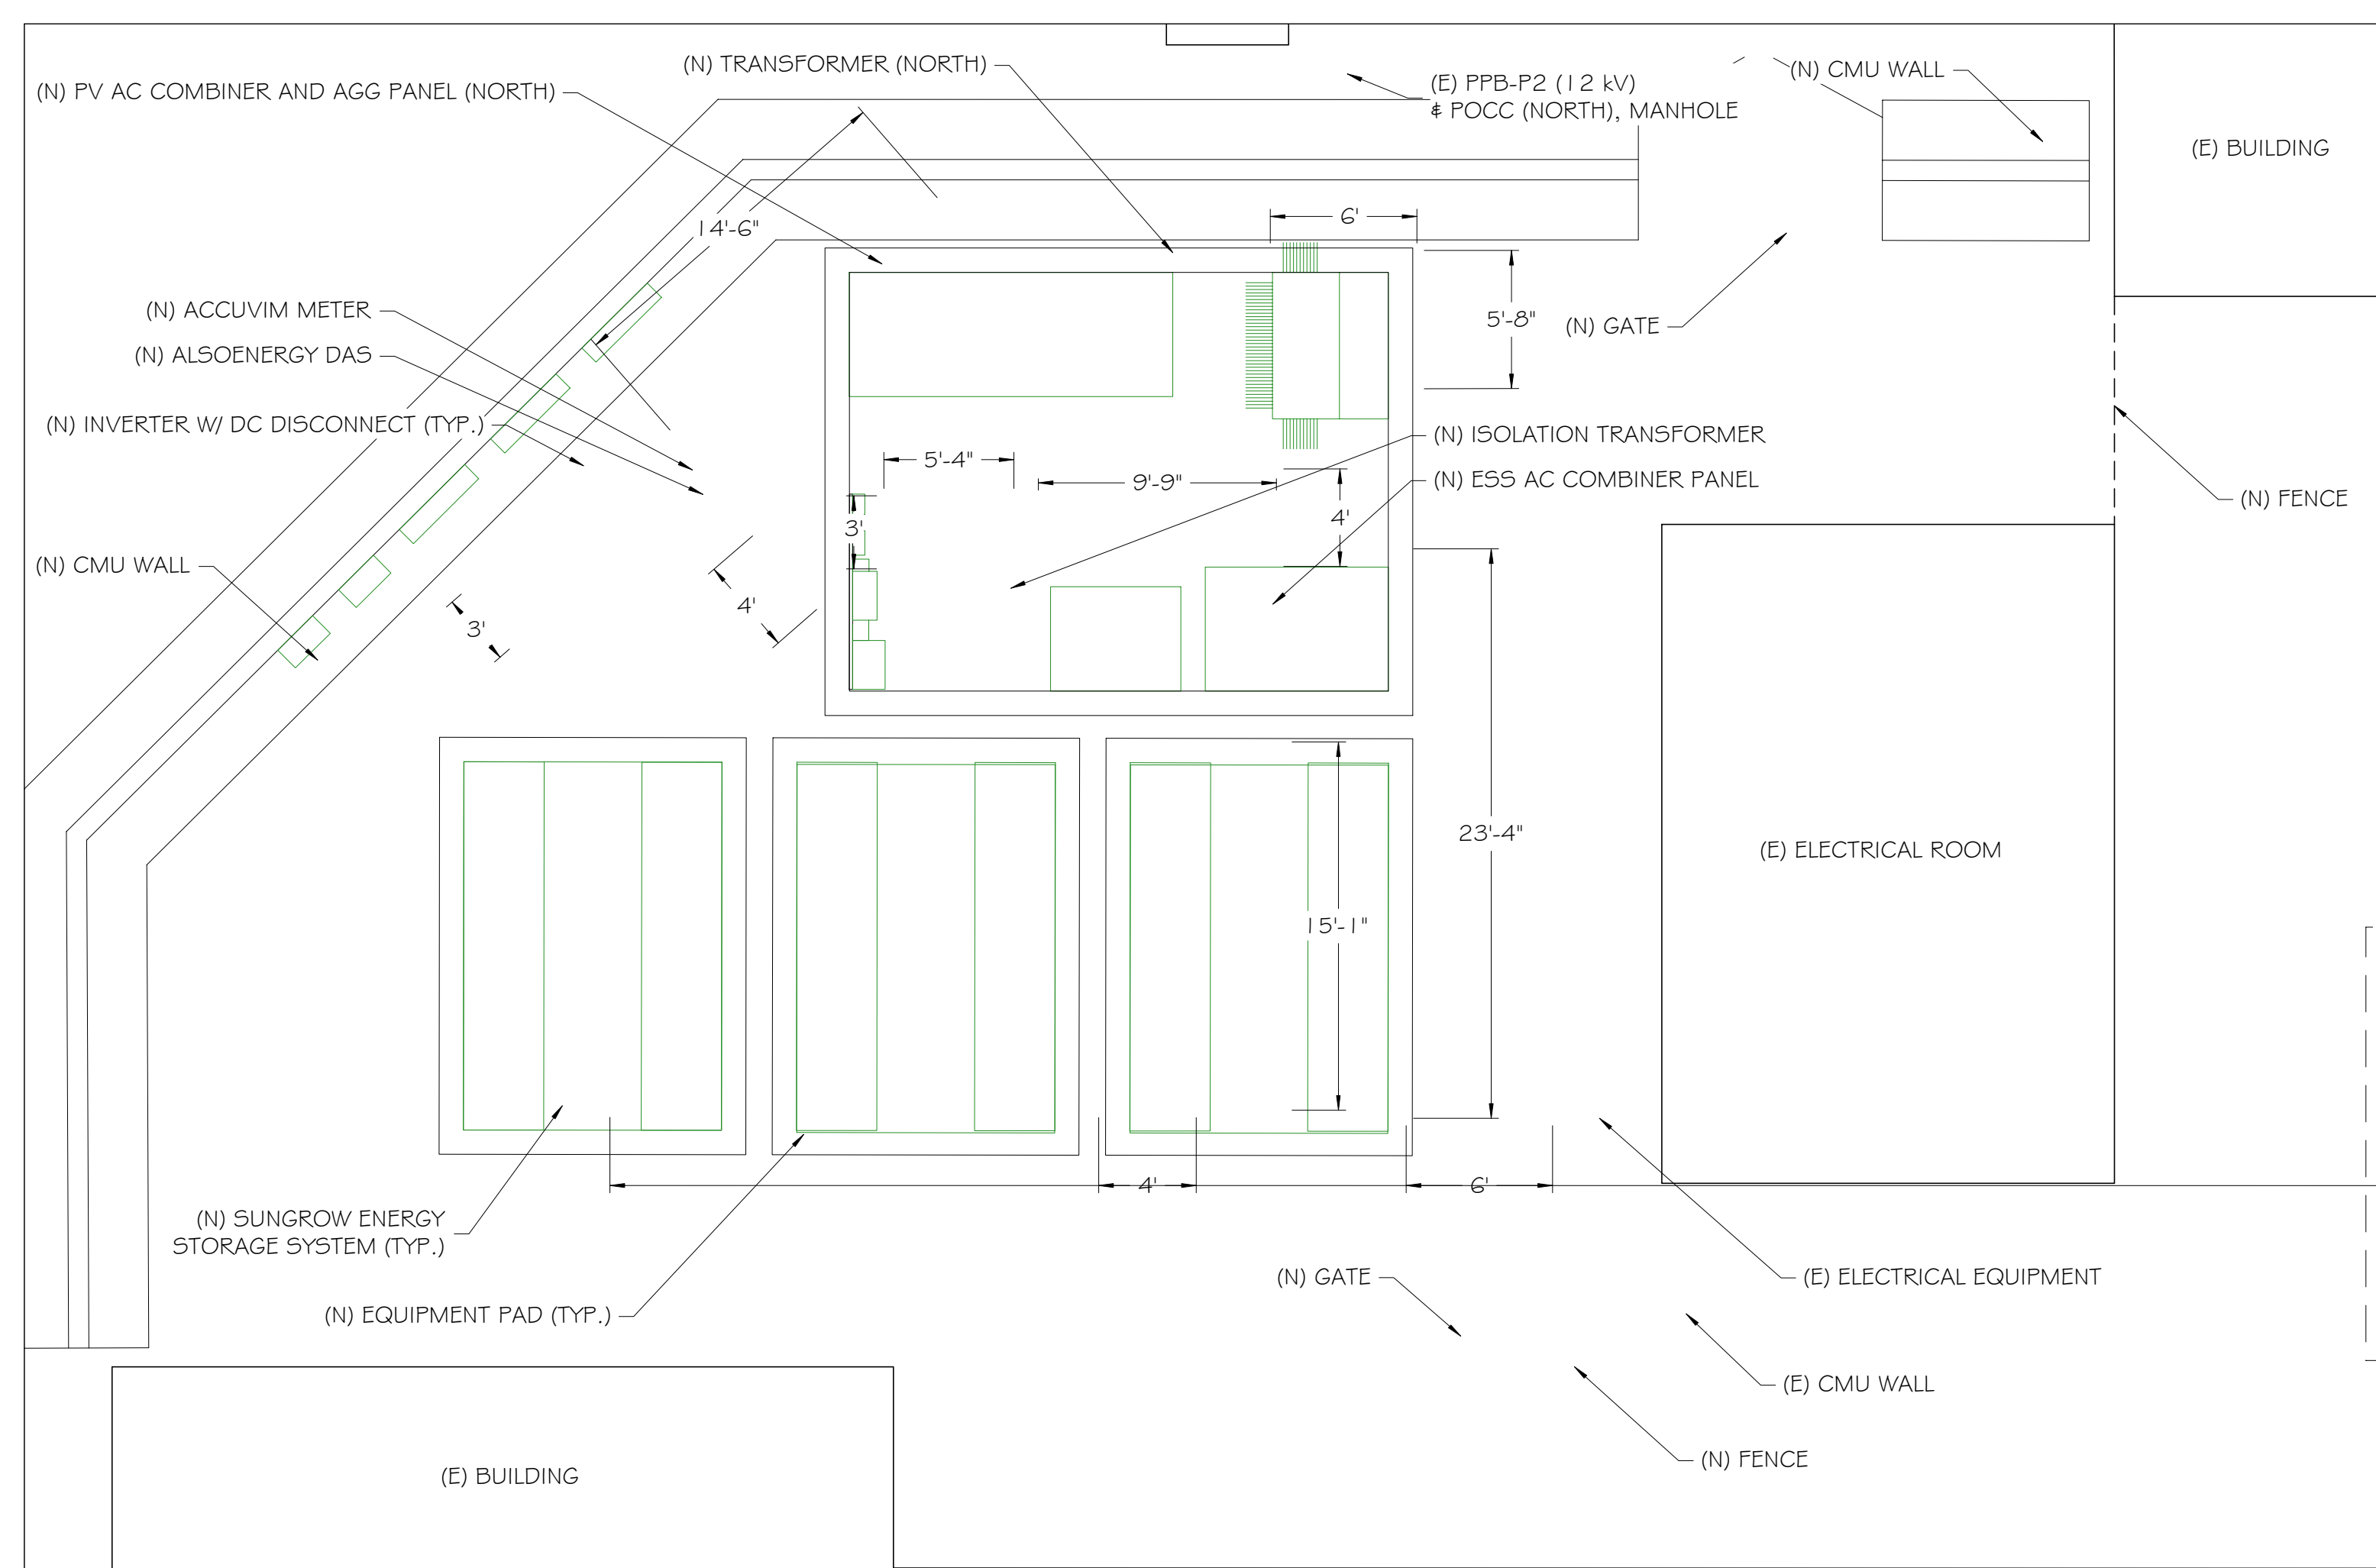 (N) TRANSFORMER (NORTH)
(N) PV AC COMBINER AND AGG PANEL (NORTH)
(E) PPB-P2 (12 kV)
& POCC (NORTH), MANHOLE
(N) CMU WALL
(E) BUILDING
14'-6"
6'
5'-8"
(N) GATE
(N) ACCUVIM METER
(N) ALSOENERGY DAS
(N) INVERTER W/ DC DISCONNECT (TYP.)
(N) ISOLATION TRANSFORMER
(N) ESS AC COMBINER PANEL
5'-4"
9'-9"
(N) FENCE
3'
4'
(N) CMU WALL
4'
3'
23'-4"
(E) ELECTRICAL ROOM
15'-1"
4'
6'
(N) SUNGROW ENERGY
STORAGE SYSTEM (TYP.)
(N) GATE
(E) ELECTRICAL EQUIPMENT
(N) EQUIPMENT PAD (TYP.)
(E) CMU WALL
(N) FENCE
(E) BUILDING